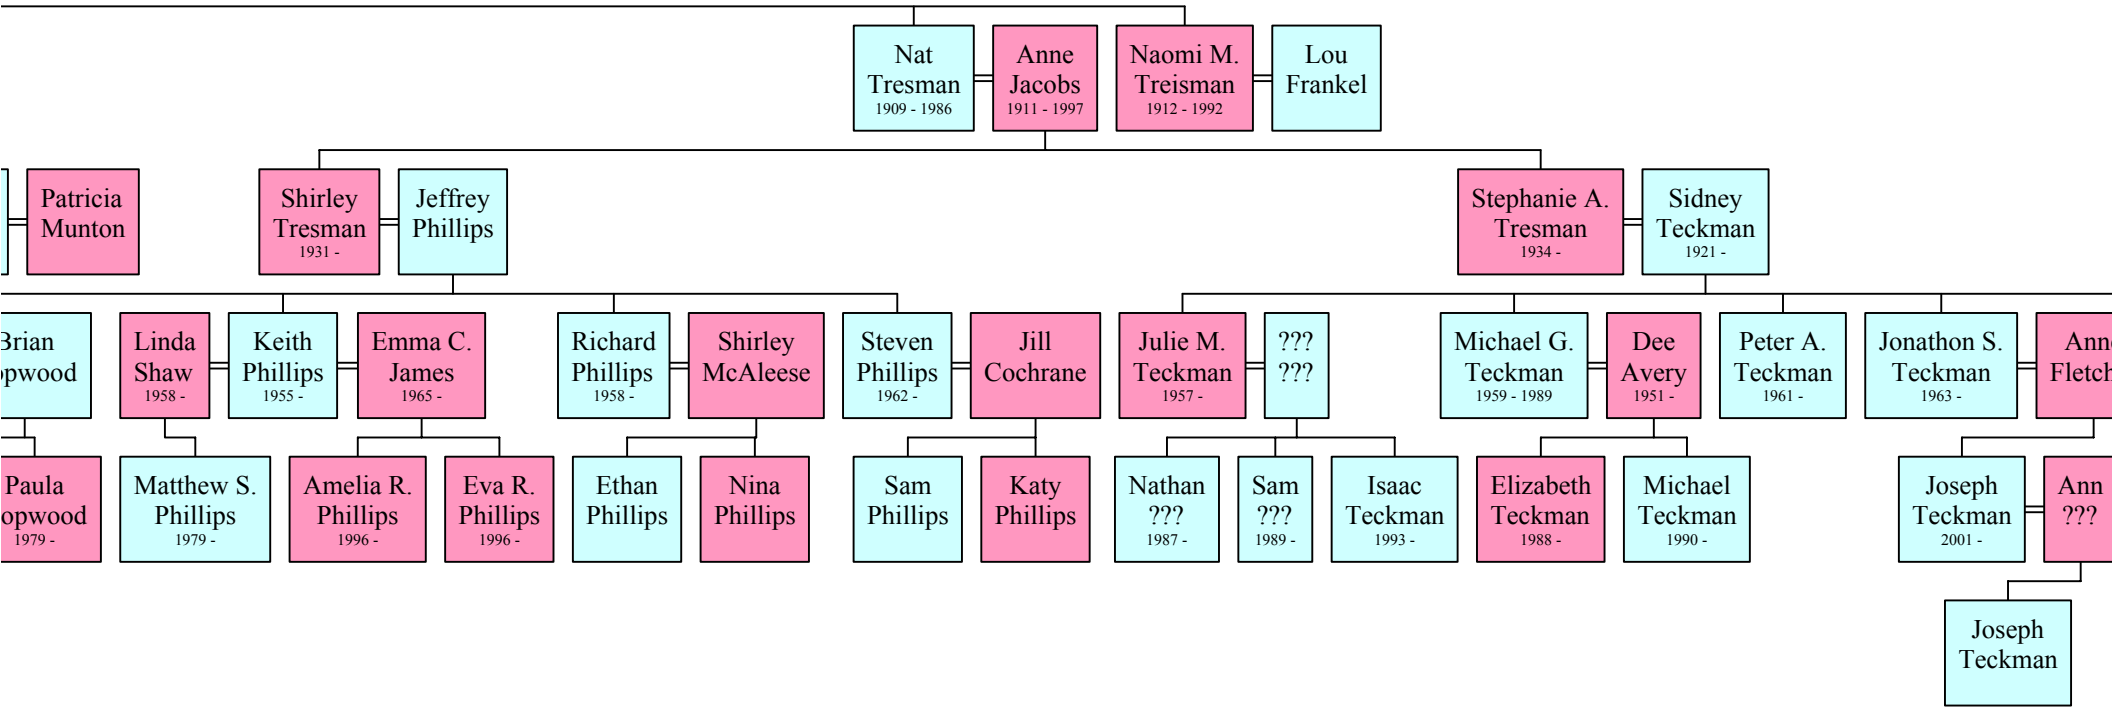 Nat
Tresman
1909 - 1986
Anne
Jacobs
1911 - 1997
Naomi M.
Treisman
1912 - 1992
Lou
Frankel
Patricia
Munton
Shirley
Tresman
1931 -
Jeffrey
Phillips
Stephanie A.
Tresman
1934 -
Sidney
Teckman
1921 -
Brian
opwood
Linda
Shaw
1958 -
Keith
Phillips
1955 -
Emma C.
James
1965 -
Richard
Phillips
1958 -
Shirley
McAleese
Steven
Phillips
1962 -
Jill
Cochrane
Julie M.
Teckman
1957 -
???
???
Michael G.
Teckman
1959 - 1989
Dee
Avery
1951 -
Peter A.
Teckman
1961 -
Jonathon S.
Teckman
1963 -
Ann
Fletch
Paula
opwood
1979 -
Matthew S.
Phillips
1979 -
Amelia R.
Phillips
1996 -
Eva R.
Phillips
1996 -
Ethan
Phillips
Nina
Phillips
Sam
Phillips
Katy
Phillips
Nathan
???
1987 -
Sam
???
1989 -
Isaac
Teckman
1993 -
Elizabeth
Teckman
1988 -
Michael
Teckman
1990 -
Joseph
Teckman
2001 -
Ann
???
Joseph
Teckman